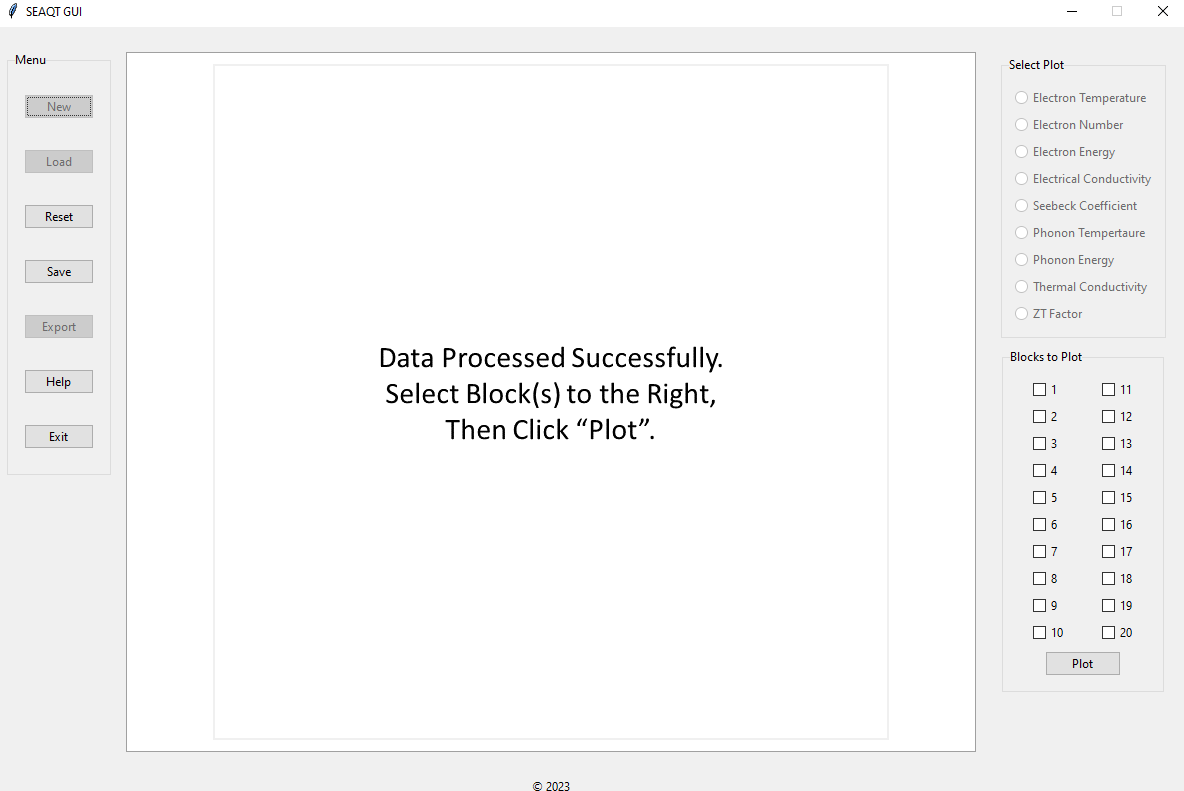 SEAQT GUI
Menu
New
Load
Reset
Save
Export
Help
Exit
Data Processed Successfully.
Select Block(s) to the Right,
Then Click “Plot”.
Select Plot
Electron Temperature
Electron Number
Electron Energy
Electrical Conductivity
Seebeck Coefficient
Phonon Tempertaure
Phonon Energy
Thermal Conductivity
ZT Factor
Blocks to Plot
1 11
2 12
3 13
4 14
5 15
6 16
7 17
8 18
9 19
10 20
Plot
© 2023